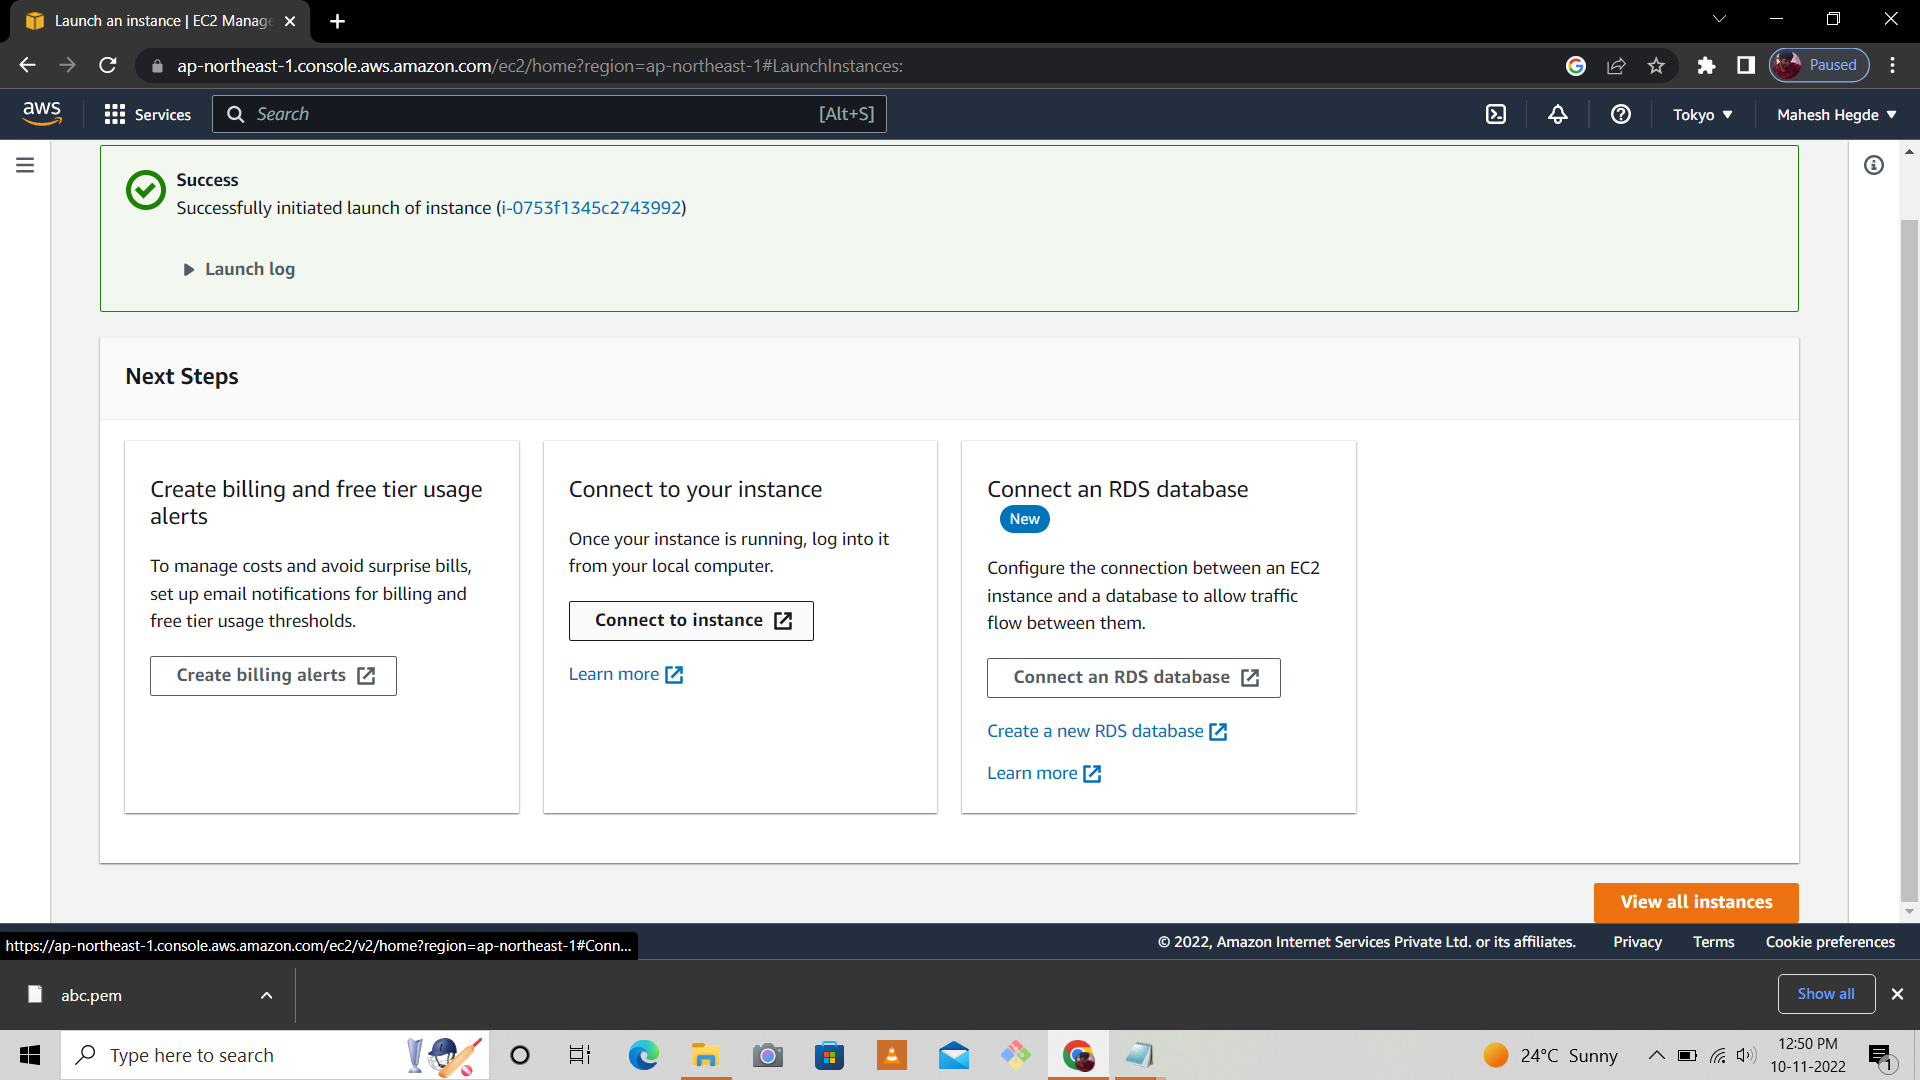 Launch an instance | EC2 Manage
ap-northeast-1.console.aws.amazon.com/ec2/home?region=ap-northeast-1#LaunchInstances:
Paused
aws
Services
Search
[Alt+S]
Tokyo
Mahesh Hegde
Success
Successfully initiated launch of instance (i-0753f1345c2743992)
Launch log
Next Steps
Create billing and free tier usage
alerts
To manage costs and avoid surprise bills,
set up email notifications for billing and
free tier usage thresholds.
Create billing alerts
Connect to your instance
Once your instance is running, log into it
from your local computer.
Connect to instance
Learn more
Connect an RDS database
New
Configure the connection between an EC2
instance and a database to allow traffic
flow between them.
Connect an RDS database
Create a new RDS database
Learn more
View all instances
https://ap-northeast-1.console.aws.amazon.com/ec2/v2/home?region=ap-northeast-1#Conn...
© 2022, Amazon Internet Services Private Ltd. or its affiliates.
Privacy
Terms
Cookie preferences
abc.pem
Show all
Type here to search
24°C Sunny
12:50 PM
10-11-2022
1